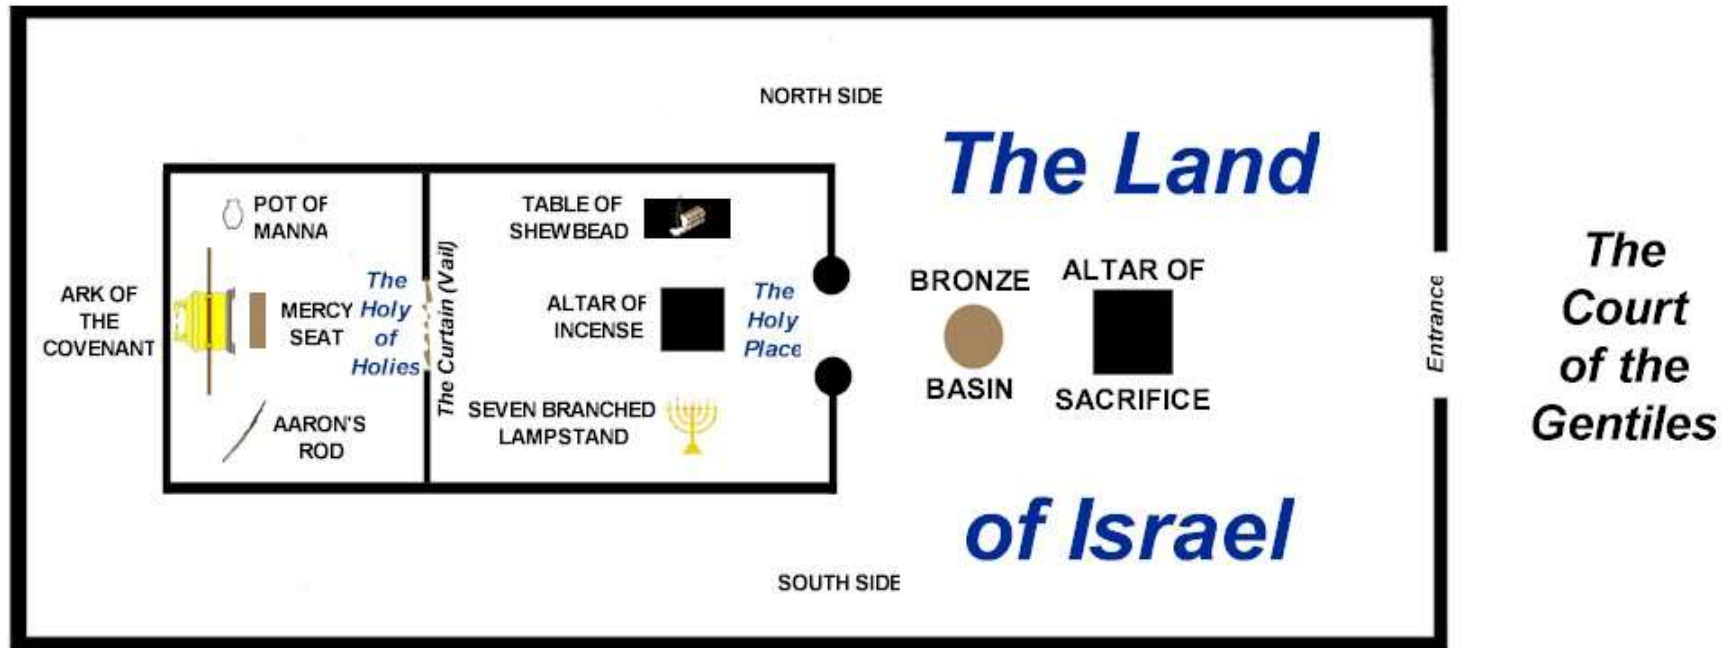 NORTH SIDE
The Land
POT OF
MANNA
TABLE OF
SHEWBEAD
The Curtain (Vail)
ARK OF
THE
COVENANT
MERCY
SEAT
The
Holy
of
Holies
ALTAR OF
INCENSE
The
Holy
Place
BRONZE
BASIN
ALTAR OF
SACRIFICE
Entrance
The
Court
of the
Gentiles
AARON'S
ROD
SEVEN BRANCHED
LAMPSTAND
of Israel
SOUTH SIDE